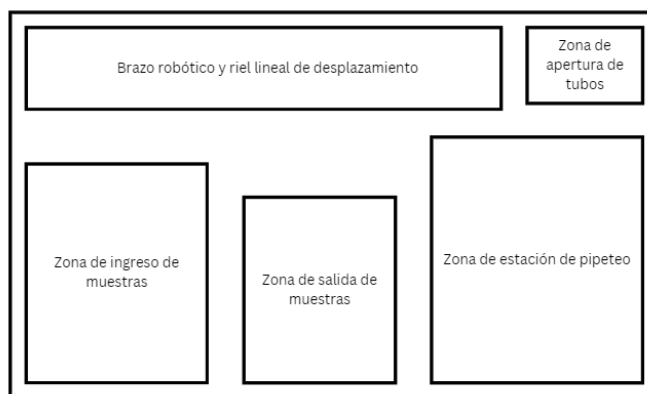 Brazo robótico y riel lineal de desplazamiento
Zona de
apertura de
tubos
Zona de ingreso de
muestras
Zona de salida de
muestras
Zona de estación de pipeteo